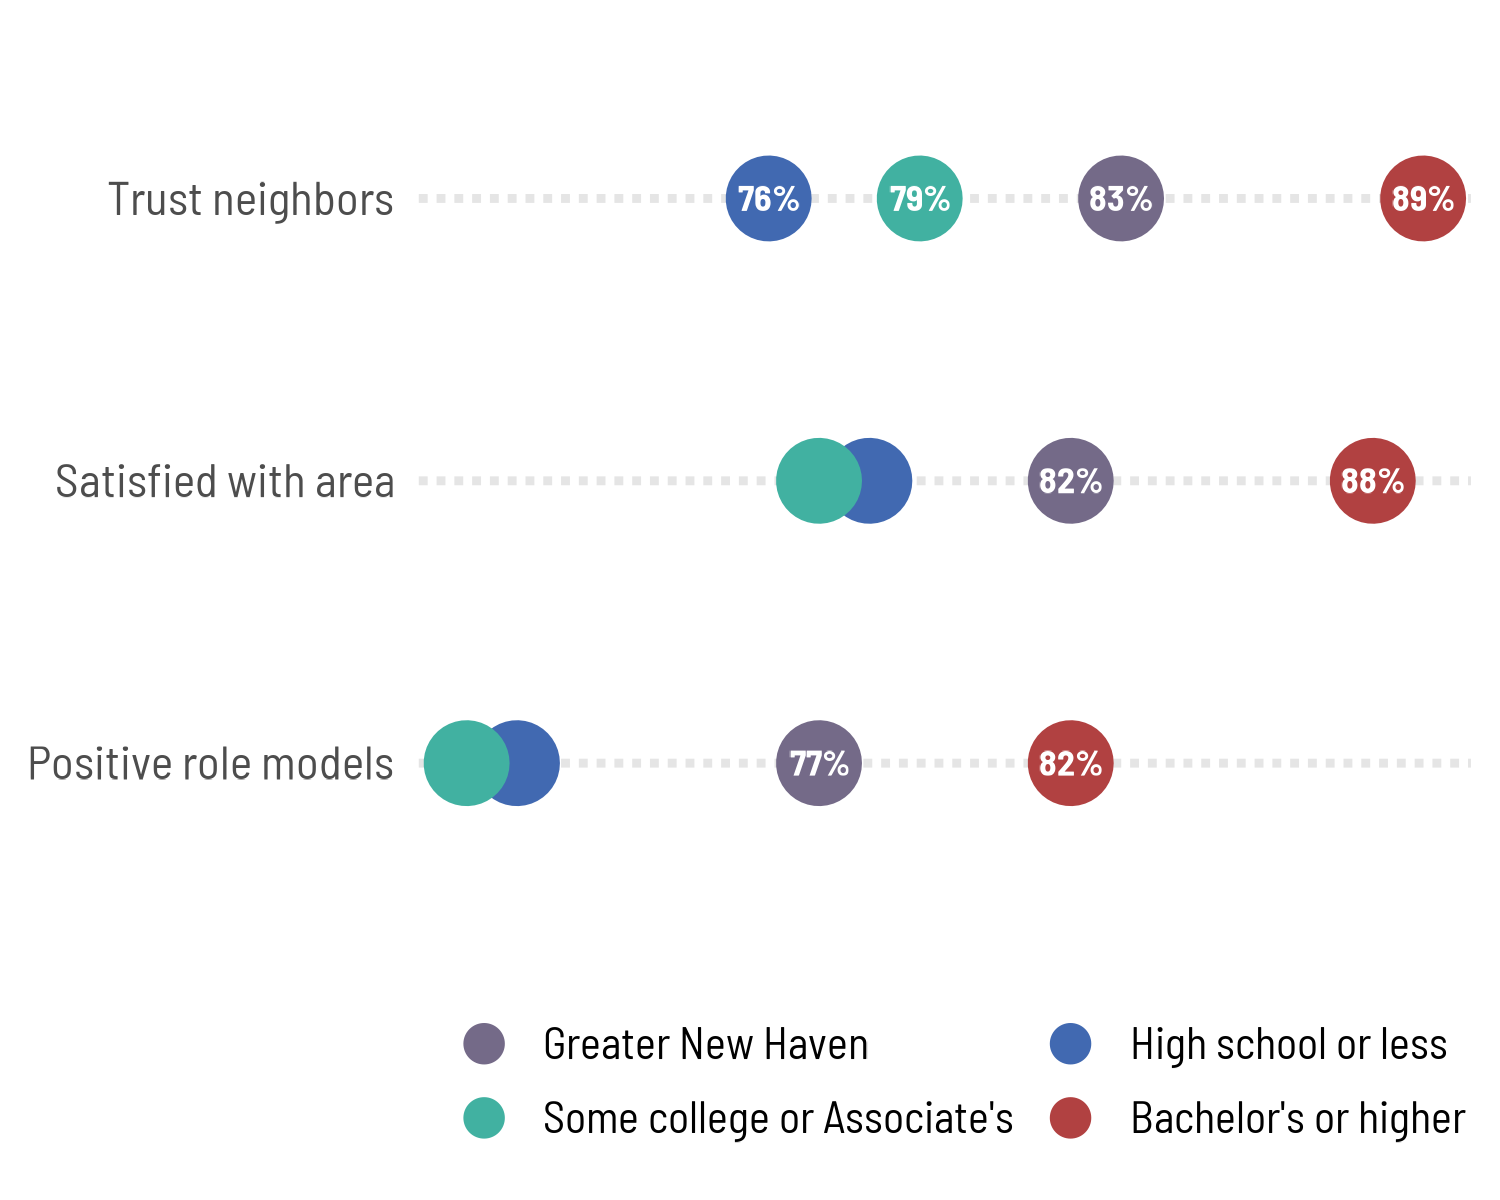 Trust neighbors 76% 79% 83% 89%
Satisfied with area 82% 88%
Positive role models 77% 82%
Greater New Haven High school or less
Some college or Associate's Bachelor's or higher